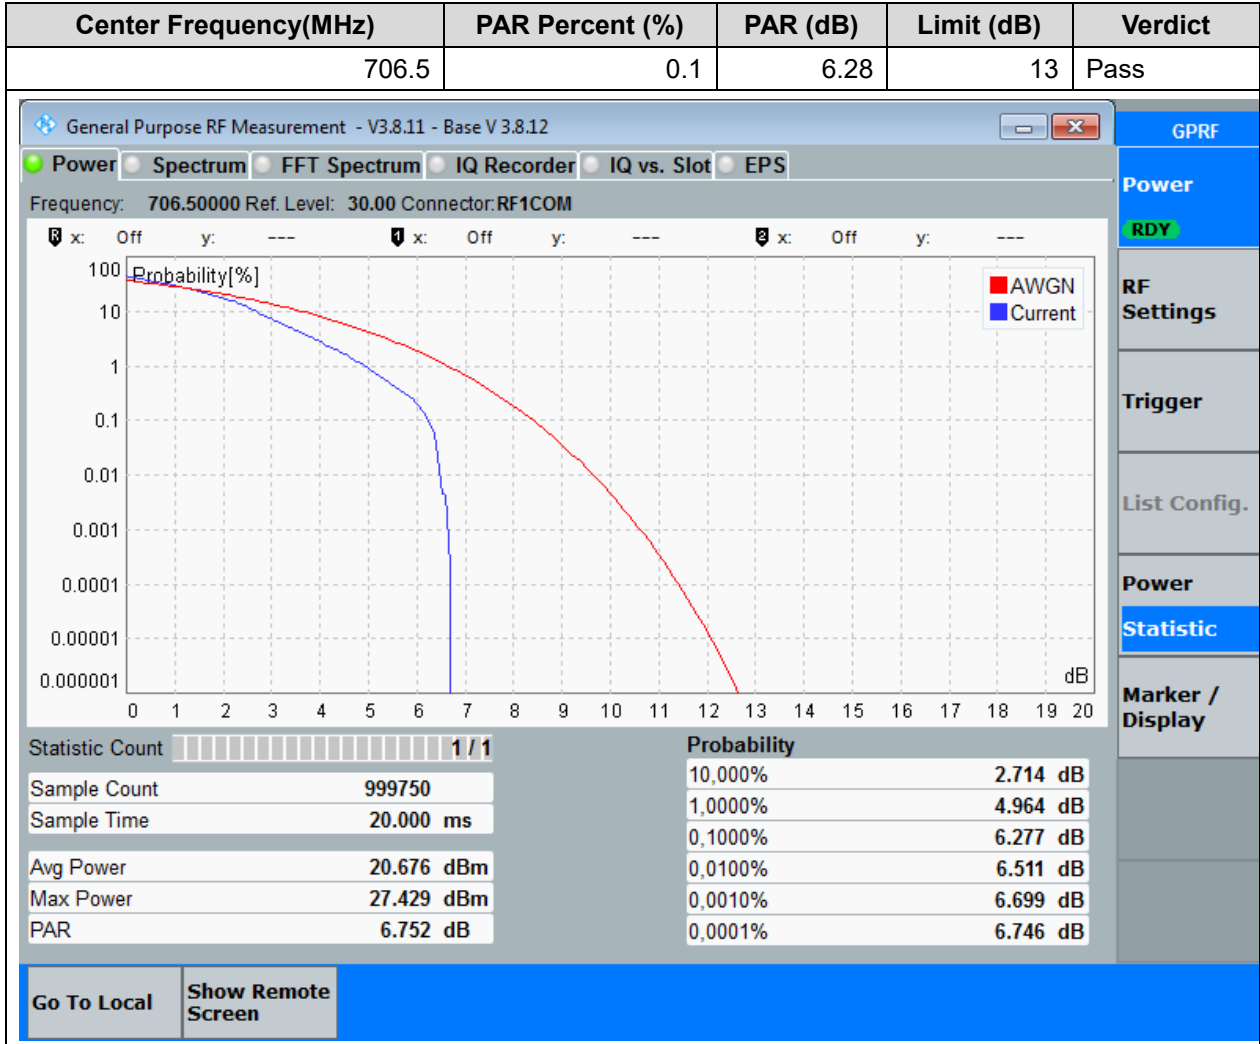 Center Frequency(MHz) PAR Percent (%) PAR (dB) Limit (dB) Verdict
706.5 0.1 6.28 13 Pass
General Purpose RF Measurement - V3.8.11 - Base V 3.8.12
GPRF
Power Spectrum FFT Spectrum IQ Recorder IQ vs. Slot EPS
Power
RDY
Frequency: 706.50000 Ref. Level: 30.00 Connector: RF1COM
R x: Off y: --- 1 x: Off y: --- 2 x: Off y: ---
Probability[%]
AWGN
Current
100
10
1
0.1
0.01
0.001
0.0001
0.00001
0.000001
dB
0 1 2 3 4 5 6 7 8 9 10 11 12 13 14 15 16 17 18 19 20
RF
Settings
Trigger
List Config.
Power
Statistic
Marker /
Display
Statistic Count 1 / 1
Sample Count 999750
Sample Time 20.000 ms
Avg Power 20.676 dBm
Max Power 27.429 dBm
PAR 6.752 dB
Probability
10,000% 2.714 dB
1,0000% 4.964 dB
0,1000% 6.277 dB
0,0100% 6.511 dB
0,0010% 6.699 dB
0,0001% 6.746 dB
Go To Local
Show Remote
Screen